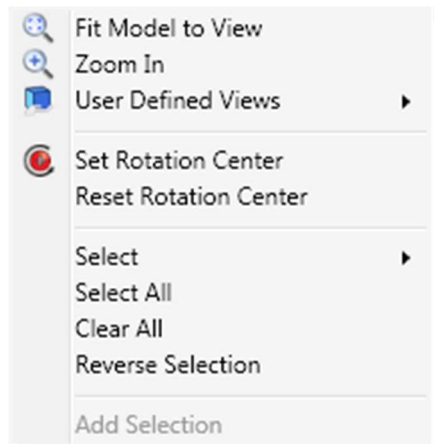 Fit Model to View
Zoom In
User Defined Views
Set Rotation Center
Reset Rotation Center
Select
Select All
Clear All
Reverse Selection
Add Selection